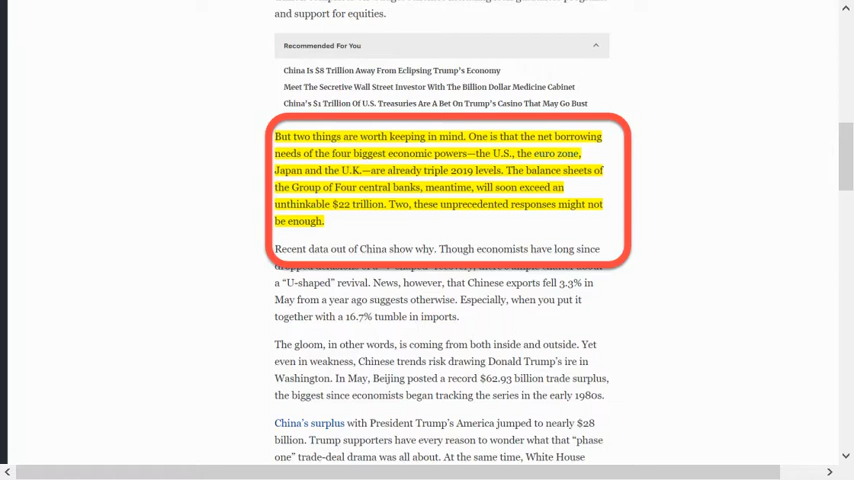 and support for equities.
Recommended For You
China Is $8 Trillion Away From Eclipsing Trump's Economy
Meet The Secretive Wall Street Investor With The Billion Dollar Medicine Cabinet
China's $1 Trillion Of U.S. Treasuries Are A Bet On Trump's Casino That May Go Bust
But two things are worth keeping in mind. One is that the net borrowing
needs of the four biggest economic powers—the U.S., the euro zone,
Japan and the U.K.—are already triple 2019 levels. The balance sheets of
the Group of Four central banks, meantime, will soon exceed an
unthinkable $22 trillion. Two, these unprecedented responses might not
be enough.
Recent data out of China show why. Though economists have long since
a “U-shaped” revival. News, however, that Chinese exports fell 3.3% in
May from a year ago suggests otherwise. Especially, when you put it
together with a 16.7% tumble in imports.
The gloom, in other words, is coming from both inside and outside. Yet
even in weakness, Chinese trends risk drawing Donald Trump's ire in
Washington. In May, Beijing posted a record $62.93 billion trade surplus,
the biggest since economists began tracking the series in the early 1980s.
China's surplus with President Trump's America jumped to nearly $28
billion. Trump supporters have every reason to wonder what that “phase
one” trade-deal drama was all about. At the same time, White House